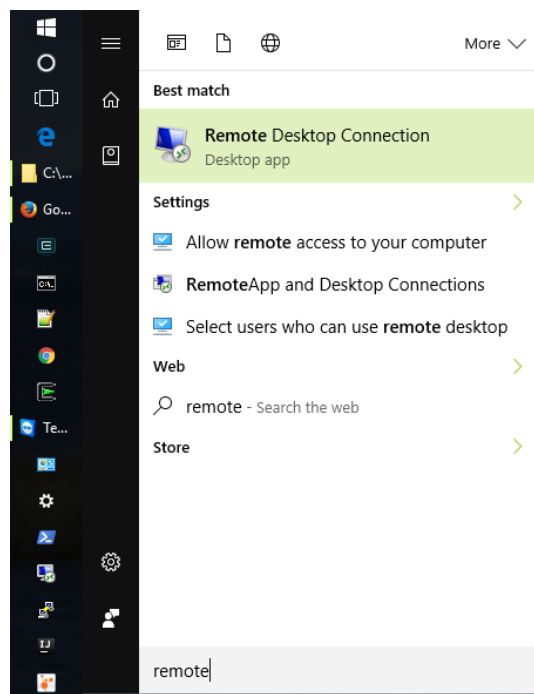 More
Best match
Remote Desktop Connection
Desktop app
Settings
Allow remote access to your computer
RemoteApp and Desktop Connections
Select users who can use remote desktop
Web
remote - Search the web
Store
remote
C:\...
Go...
Te...
IJ